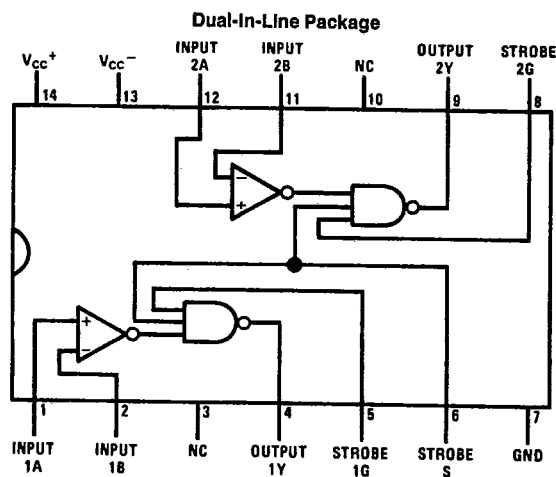 Dual-In-Line Package
VCC+
VCC−
INPUT
2A
INPUT
2B
NC
OUTPUT
2Y
STROBE
2G
14
13
12
11
10
9
8
−
+
+
−
1
2
3
4
5
6
7
INPUT
1A
INPUT
1B
NC
OUTPUT
1Y
STROBE
1G
STROBE
S
GND